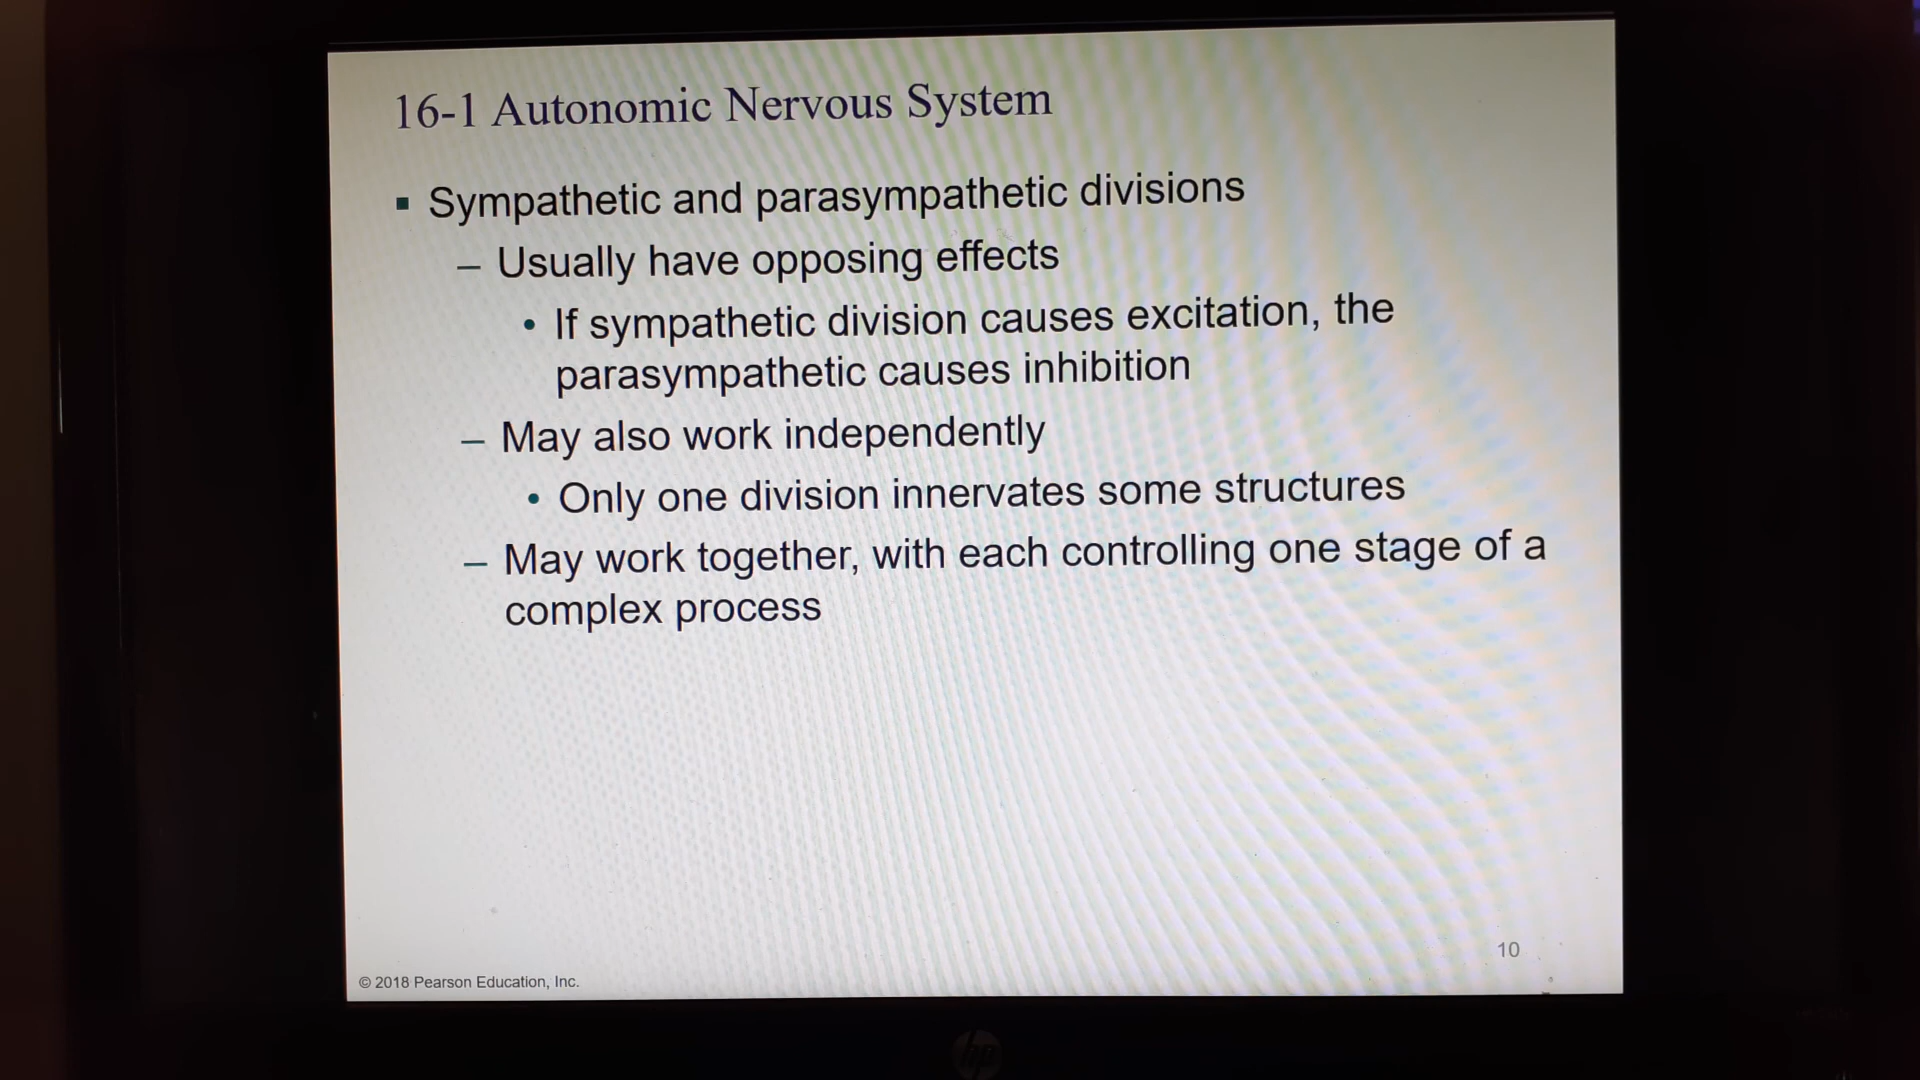 16-1 Autonomic Nervous System
▪ Sympathetic and parasympathetic divisions
– Usually have opposing effects
• If sympathetic division causes excitation, the
parasympathetic causes inhibition
– May also work independently
• Only one division innervates some structures
– May work together, with each controlling one stage of a
complex process
10
© 2018 Pearson Education, Inc.
hp